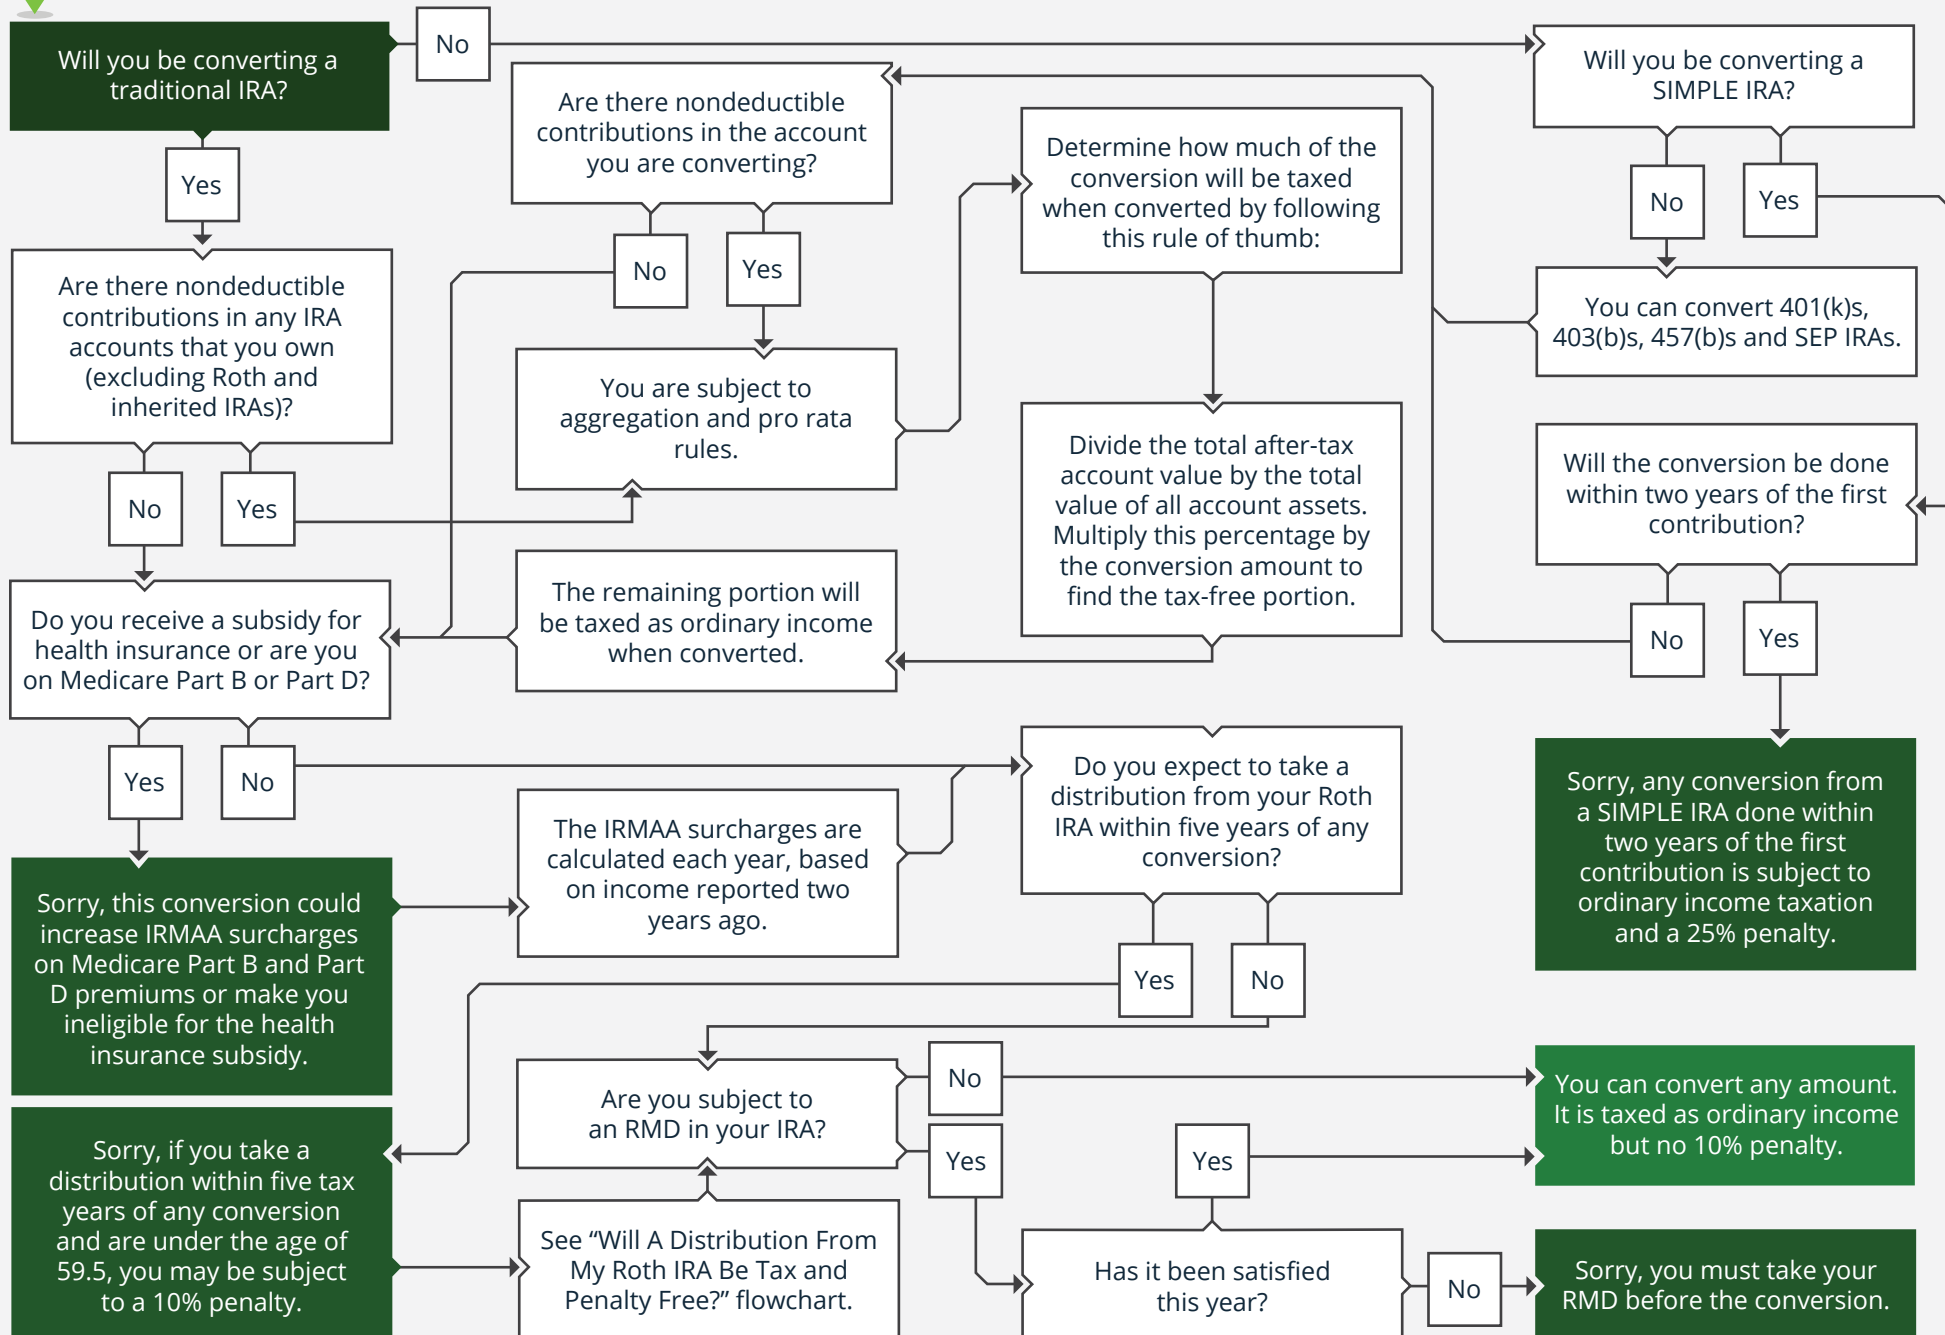 Will you be converting a
traditional IRA?
No
Yes
Are there nondeductible
contributions in any IRA
accounts that you own
(excluding Roth and
inherited IRAs)?
No
Yes
Do you receive a subsidy for
health insurance or are you
on Medicare Part B or Part D?
Yes
No
Sorry, this conversion could
increase IRMAA surcharges
on Medicare Part B and Part
D premiums or make you
ineligible for the health
insurance subsidy.
Sorry, if you take a
distribution within five tax
years of any conversion
and are under the age of
59.5, you may be subject
to a 10% penalty.
Are there nondeductible
contributions in the account
you are converting?
No
Yes
You are subject to
aggregation and pro rata
rules.
The remaining portion will
be taxed as ordinary income
when converted.
The IRMAA surcharges are
calculated each year, based
on income reported two
years ago.
Are you subject to
an RMD in your IRA?
No
Yes
See “Will A Distribution From
My Roth IRA Be Tax and
Penalty Free?” flowchart.
Determine how much of the
conversion will be taxed
when converted by following
this rule of thumb:
Divide the total after-tax
account value by the total
value of all account assets.
Multiply this percentage by
the conversion amount to
find the tax-free portion.
Do you expect to take a
distribution from your Roth
IRA within five years of any
conversion?
Yes
No
Yes
Has it been satisfied
this year?
No
Will you be converting a
SIMPLE IRA?
No
Yes
You can convert 401(k)s,
403(b)s, 457(b)s and SEP IRAs.
Will the conversion be done
within two years of the first
contribution?
No
Yes
Sorry, any conversion from
a SIMPLE IRA done within
two years of the first
contribution is subject to
ordinary income taxation
and a 25% penalty.
You can convert any amount.
It is taxed as ordinary income
but no 10% penalty.
Sorry, you must take your
RMD before the conversion.